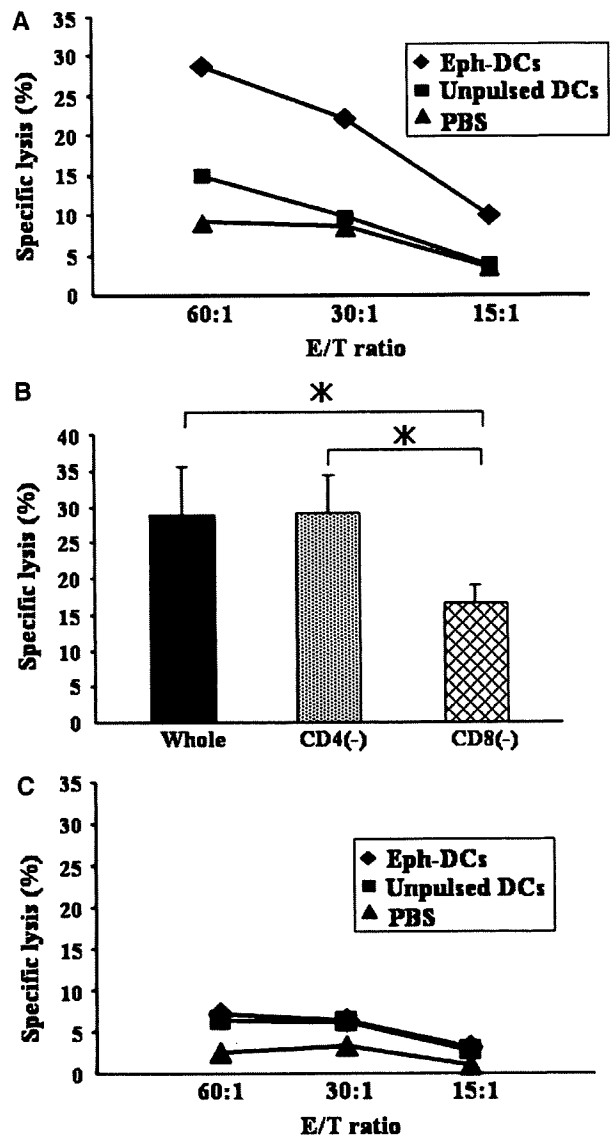 A
35
30
25
20
15
10
5
0
Specific lysis (%)
Eph-DCs
Unpulsed DCs
PBS
60:1 30:1 15:1
E/T ratio
B
*
*
40
35
30
25
20
15
10
5
0
Specific lysis (%)
Whole CD4(-) CD8(-)
C
35
30
25
20
15
10
5
0
Specific lysis (%)
Eph-DCs
Unpulsed DCs
PBS
60:1 30:1 15:1
E/T ratio